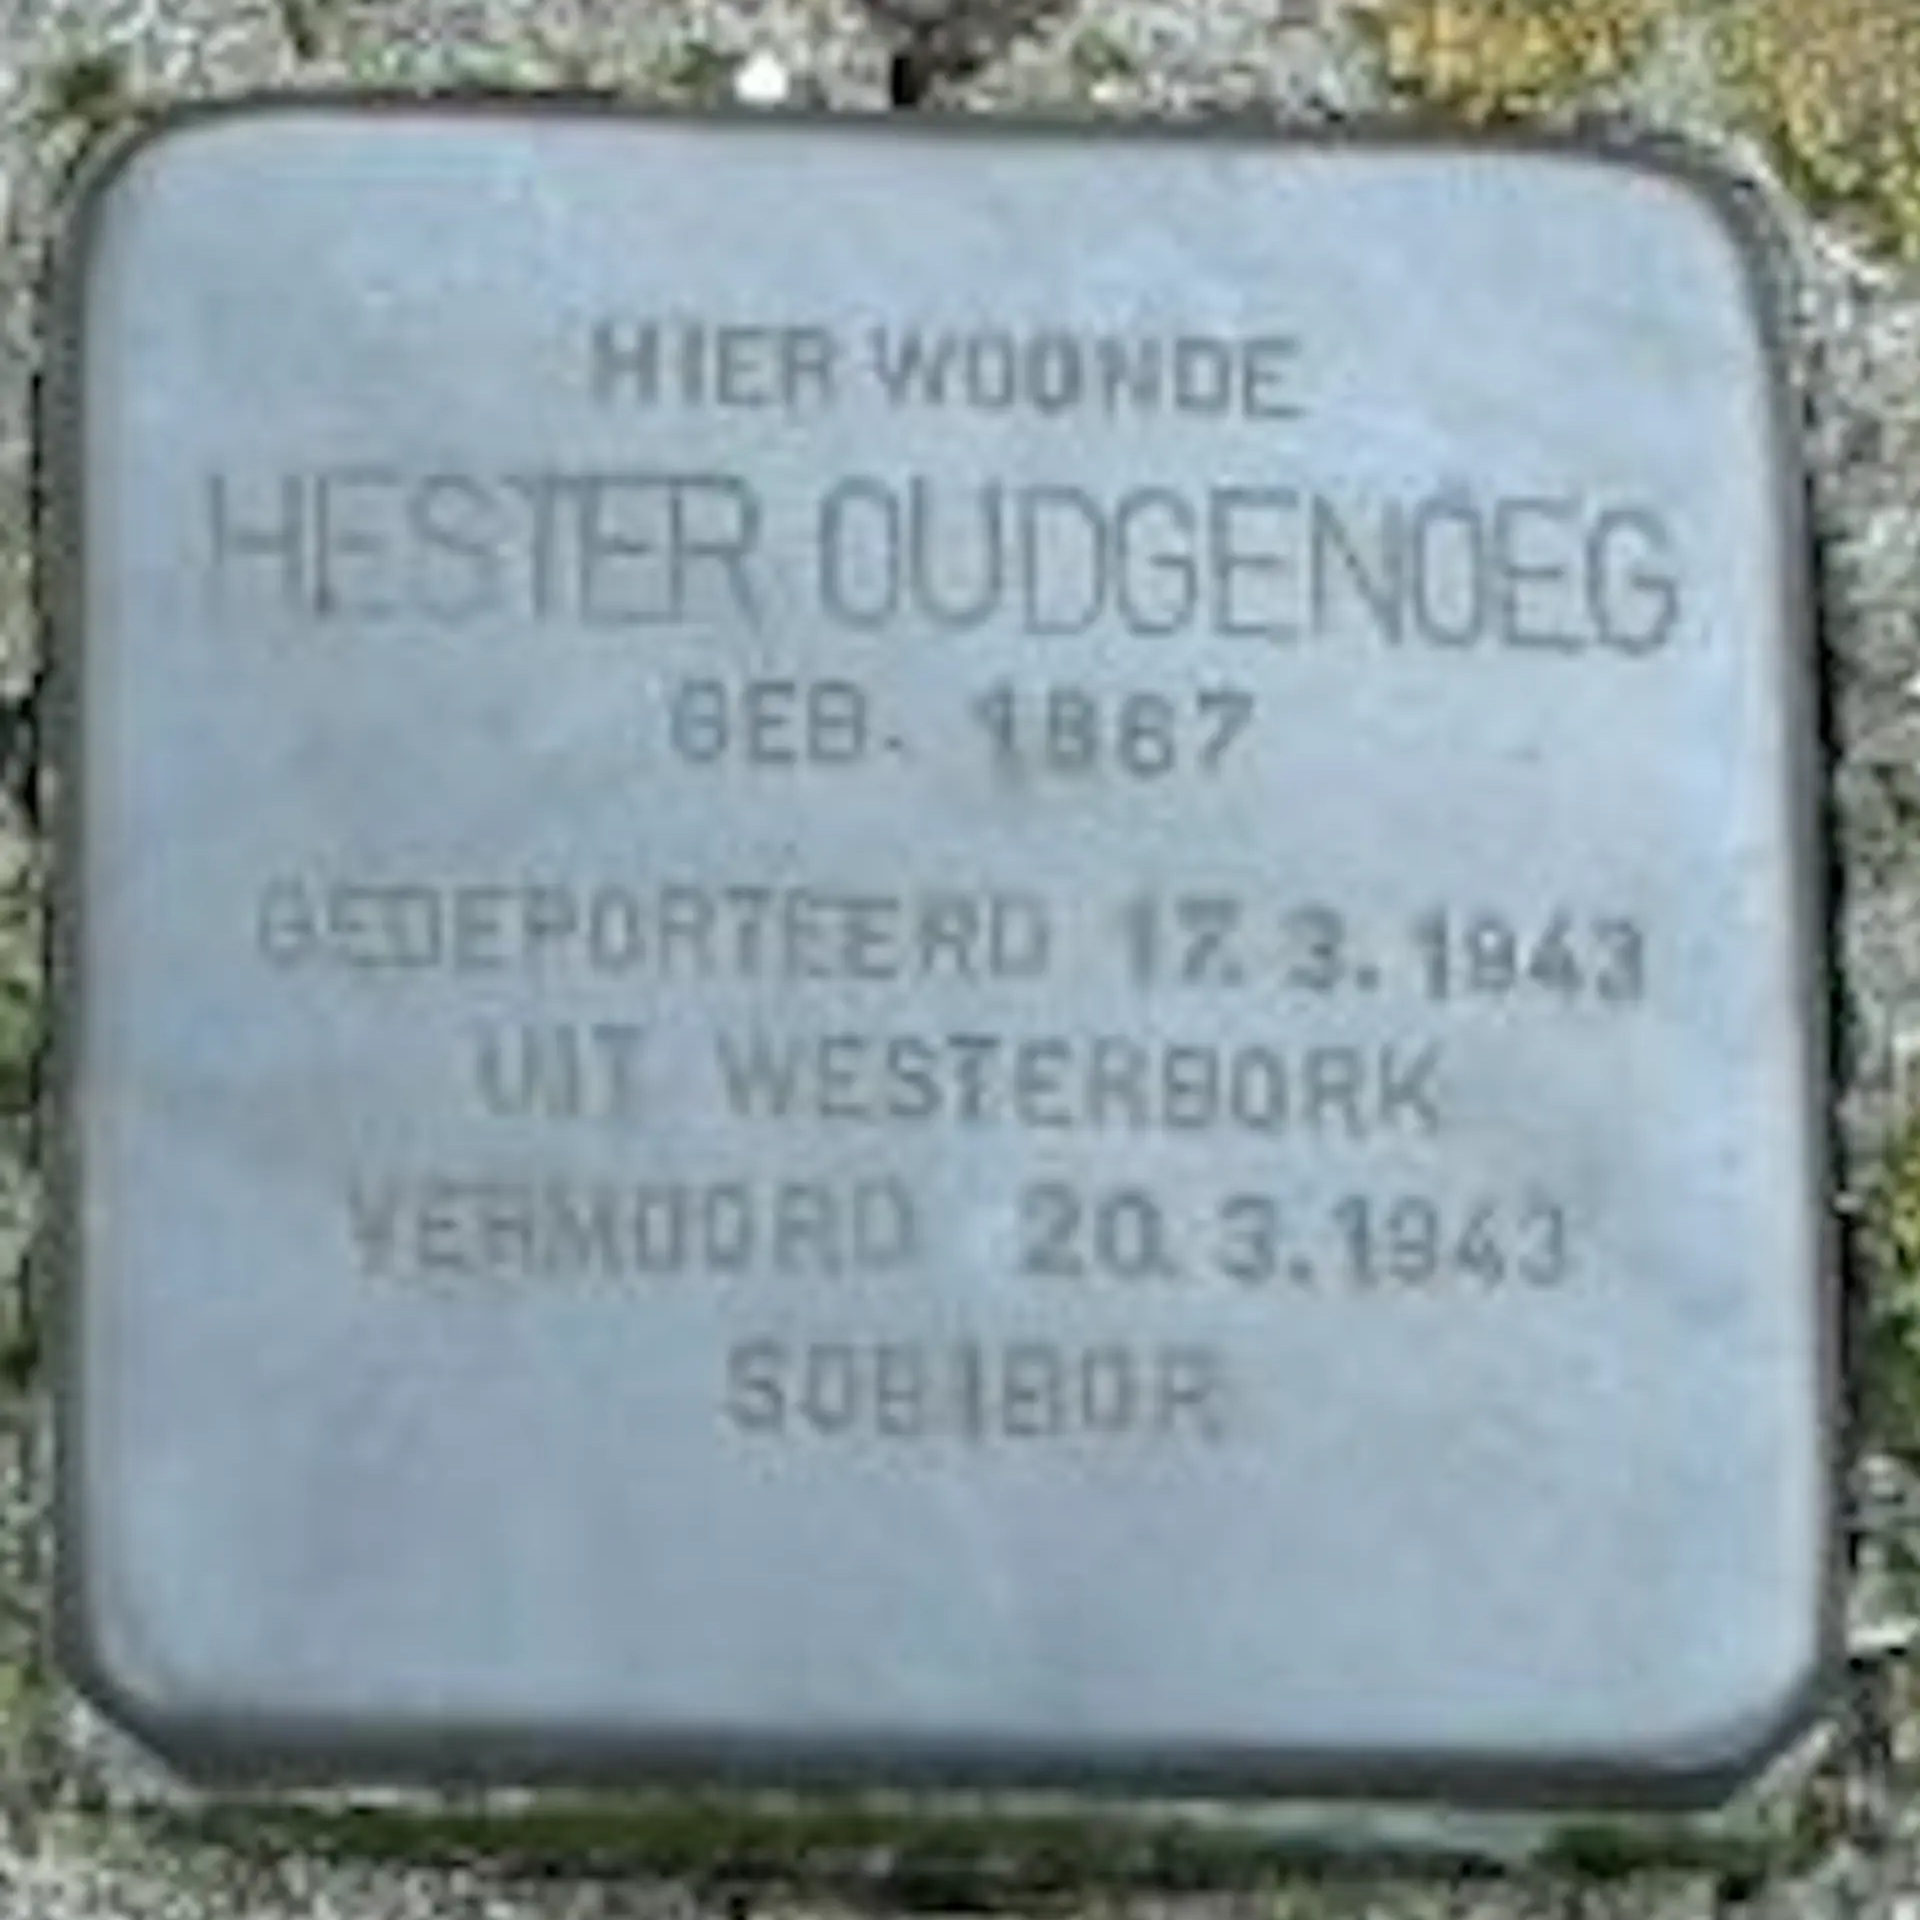 HIER WOONDE
HESTER OUDGENOEG
GEB. 1867
GEDEPORTEERD 17.3.1943
UIT WESTERBORK
VERMOORD 20.3.1943
SOBIBOR